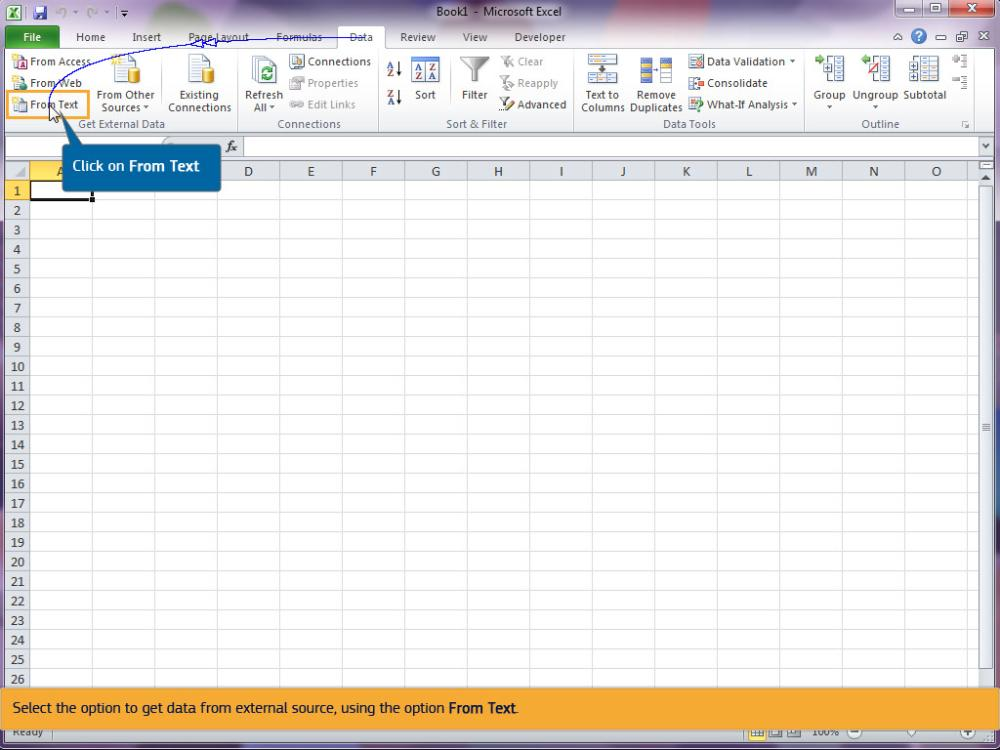 Book1 - Microsoft Excel
File Home Insert Page Layout Formulas Data Review View Developer
From Access
From Web
From Text
From Other Sources
Get External Data
Existing Connections
Refresh All
Connections
Properties
Edit Links
Connections
Sort
Filter
Clear
Reapply
Advanced
Sort & Filter
Text to Columns
Remove Duplicates
Data Validation
Consolidate
What-If Analysis
Data Tools
Group
Ungroup
Subtotal
Outline
fx
Click on From Text
A D E F G H I J K L M N O
1
2
3
4
5
6
7
8
9
10
11
12
13
14
15
16
17
18
19
20
21
22
23
24
25
26
Select the option to get data from external source, using the option From Text.
Ready 100%